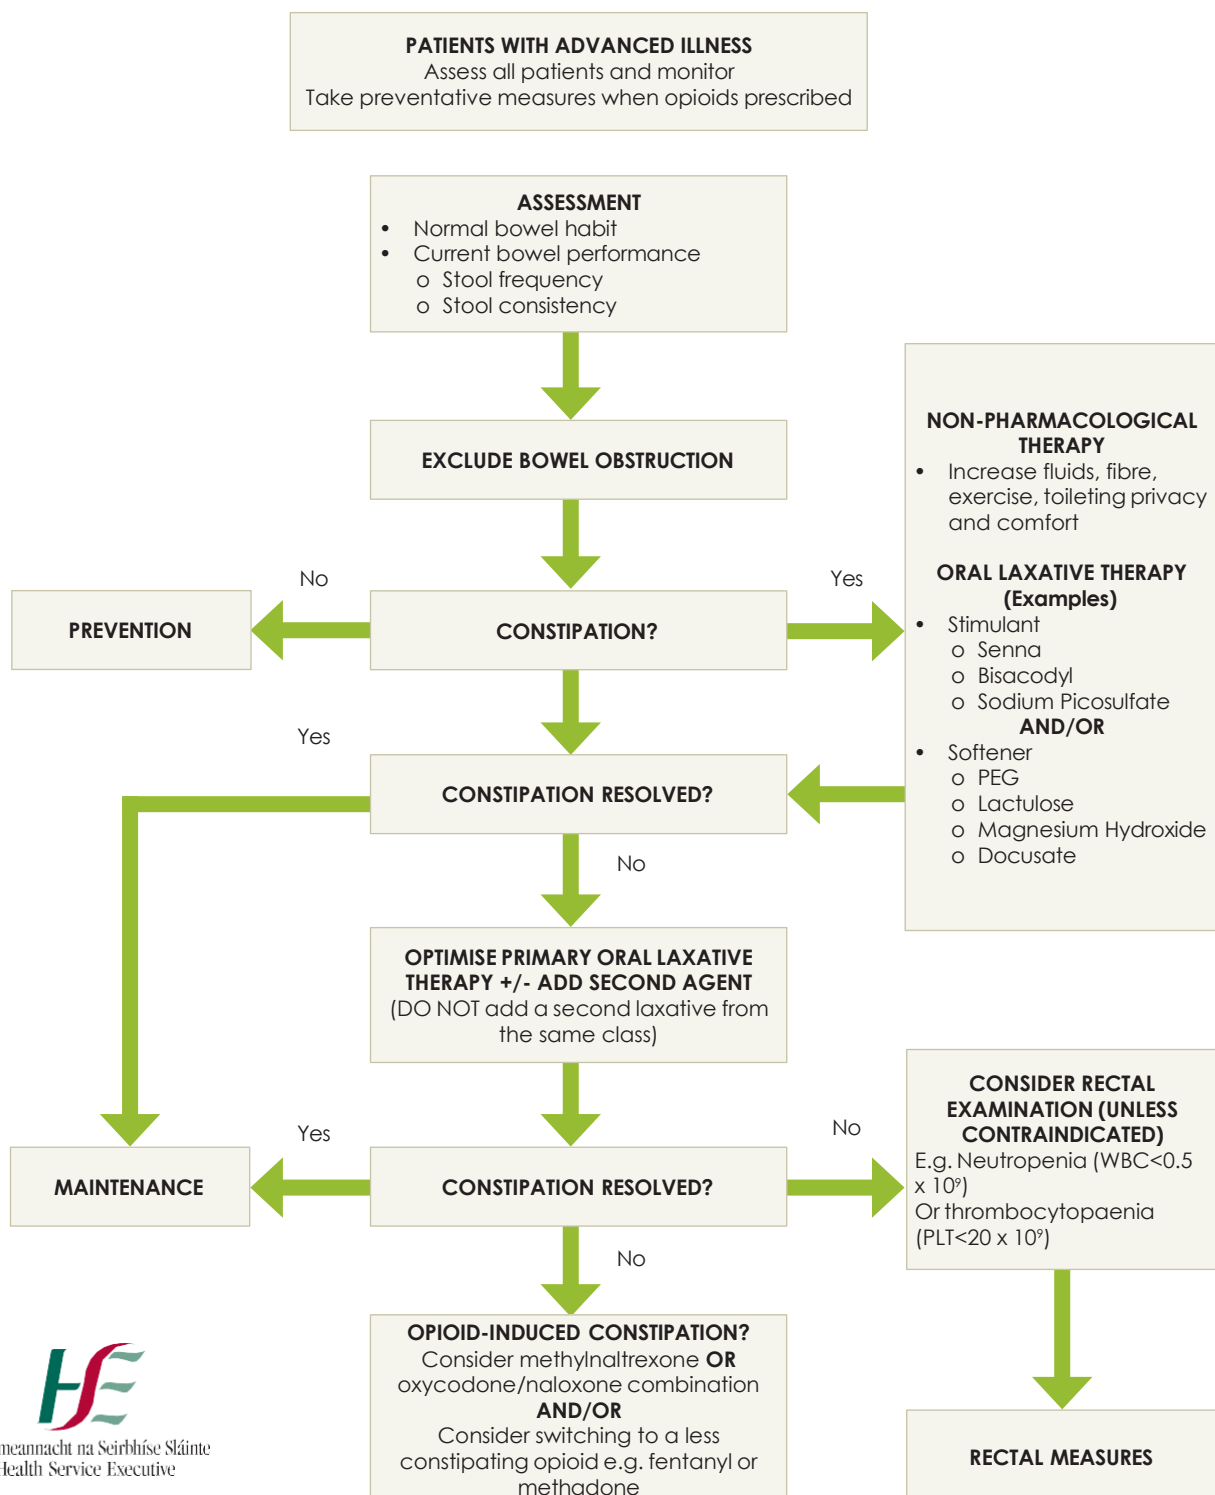 PATIENTS WITH ADVANCED ILLNESS
Assess all patients and monitor
Take preventative measures when opioids prescribed
ASSESSMENT
• Normal bowel habit
• Current bowel performance
o Stool frequency
o Stool consistency
EXCLUDE BOWEL OBSTRUCTION
NON-PHARMACOLOGICAL
THERAPY
• Increase fluids, fibre,
exercise, toileting privacy
and comfort
ORAL LAXATIVE THERAPY
(Examples)
• Stimulant
o Senna
o Bisacodyl
o Sodium Picosulfate
AND/OR
• Softener
o PEG
o Lactulose
o Magnesium Hydroxide
o Docusate
No
Yes
PREVENTION
CONSTIPATION?
Yes
CONSTIPATION RESOLVED?
No
OPTIMISE PRIMARY ORAL LAXATIVE
THERAPY +/- ADD SECOND AGENT
(DO NOT add a second laxative from
the same class)
CONSIDER RECTAL
EXAMINATION (UNLESS
CONTRAINDICATED)
E.g. Neutropenia (WBC<0.5
x 10⁹)
Or thrombocytopaenia
(PLT<20 x 10⁹)
Yes
No
MAINTENANCE
CONSTIPATION RESOLVED?
No
OPIOID-INDUCED CONSTIPATION?
Consider methylnaltrexone OR
oxycodone/naloxone combination
AND/OR
Consider switching to a less
constipating opioid e.g. fentanyl or
methadone
RECTAL MEASURES
HSE
na Seirbhíse Sláinte
Health Service Executive